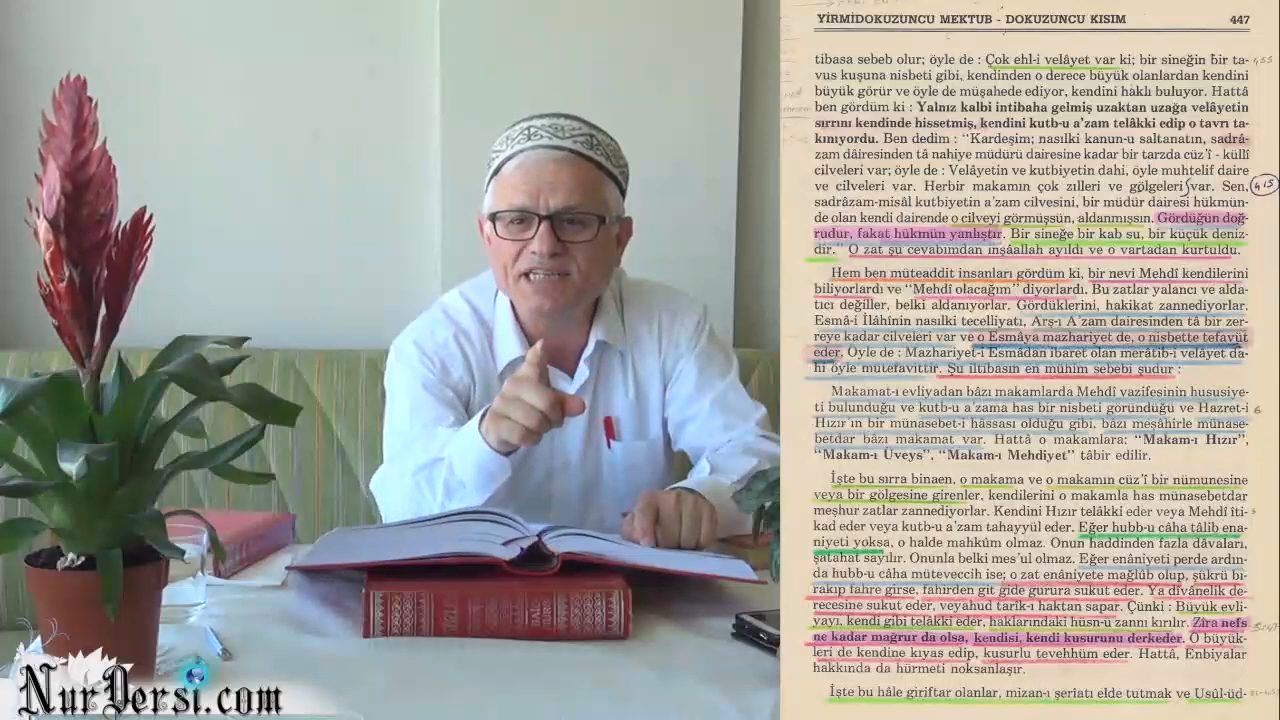 YİRMİDOKUZUNCU MEKTUB - DOKUZUNCU KISIM 447
tibasa sebeb olur; öyle de : Çok ehl-i velâyet var ki; bir sineğin bir ta-
vus kuşuna nisbeti gibi, kendinden o derece büyük olanlardan kendini
büyük görür ve öyle de müşahede ediyor, kendini haklı buluyor. Hattâ
ben gördüm ki : Yalnız kalbi intibaha gelmiş uzaktan uzağa velâyetin
sırrını kendinde hissetmiş, kendini kutb-u a'zam telâkki edip o tavrı ta-
kınıyordu. Ben dedim : "Kardeşim; nasılki kanun-u saltanatın, sadrâ-
zam dâiresinden tâ nahiye müdürü dairesine kadar bir tarzda cüz'î - küllî
cilveleri var; öyle de : Velâyetin ve kutbiyetin dahi, öyle muhtelif daire
ve cilveleri var. Herbir makamın çok zılleri ve gölgeleri var. Sen,
sadrâzam-misâl kutbiyetin a'zam cilvesini, bir müdür dairesi hükmün-
de olan kendi dairende o cilveyi görmüşsün, aldanmışsın. Gördüğün doğ-
rudur, fakat hükmün yanlıştır. Bir sineğe bir kab su, bir küçük deniz-
dir." O zat şu cevabımdan inşâallah ayıldı ve o vartadan kurtuldu.
Hem ben müteaddit insanları gördüm ki, bir nevi Mehdî kendilerini
biliyorlardı ve "Mehdî olacağım" diyorlardı. Bu zatlar yalancı ve alda-
tıcı değiller, belki aldanıyorlar. Gördüklerini, hakikat zannediyorlar.
Esmâ-i İlâhînin nasılki tecelliyatı, Arş-ı A'zam dairesinden tâ bir zer-
reye kadar cilveleri var ve o Esmâya mazhariyet de, o nisbette tefavüt
eder, Öyle de : Mazhariyet-i Esmâdan ibaret olan merâtib-i velâyet da-
hi öyle mütefavittir. Şu iltibasın en mühim sebebi şudur :
Makamat-ı evliyadan bâzı makamlarda Mehdî vazifesinin hususiye-
ti bulunduğu ve kutb-u a'zama has bir nisbeti göründüğü ve Hazret-i
Hızır'ın bir münasebet-i hâssası olduğu gibi, bâzı meşâhirle münase-
betdar bâzı makamat var. Hattâ o makamlara: "Makam-ı Hızır",
"Makam-ı Üveys", "Makam-ı Mehdiyet" tâbir edilir.
İşte bu sırra binaen, o makama ve o makamın cüz'î bir nümunesine
veya bir gölgesine girenler, kendilerini o makamla has münasebetdar
meşhur zatlar zannediyorlar. Kendini Hızır telâkki eder veya Mehdî îti-
kad eder veya kutb-u a'zam tahayyül eder. Eğer hubb-u câha tâlib ena-
niyeti yoksa, o halde mahkûm olmaz. Onun haddinden fazla dâvaları,
şatahat sayılır. Onunla belki mes'ul olmaz. Eğer enâniyeti perde ardın-
da hubb-u câha müteveccih ise; o zat enâniyete mağlûb olup, şükrü bı-
rakıp fahre girse, fahirden git gide gurura sukut eder. Ya dîvânelik de-
recesine sukut eder, veyahud tarîk-ı haktan sapar. Çünki : Büyük evli-
yayı, kendi gibi telâkki eder, haklarındaki hüsn-ü zannı kırılır. Zîra nefs
ne kadar mağrur da olsa, kendisi, kendi kusurunu derkeder. O büyük-
leri de kendine kıyas edip, kusurlu tevehhüm eder. Hattâ, Enbiyalar
hakkında da hürmeti noksanlaşır.
İşte bu hâle giriftar olanlar, mizan-ı şerîatı elde tutmak ve Usûl-üd-
NurDersi.com